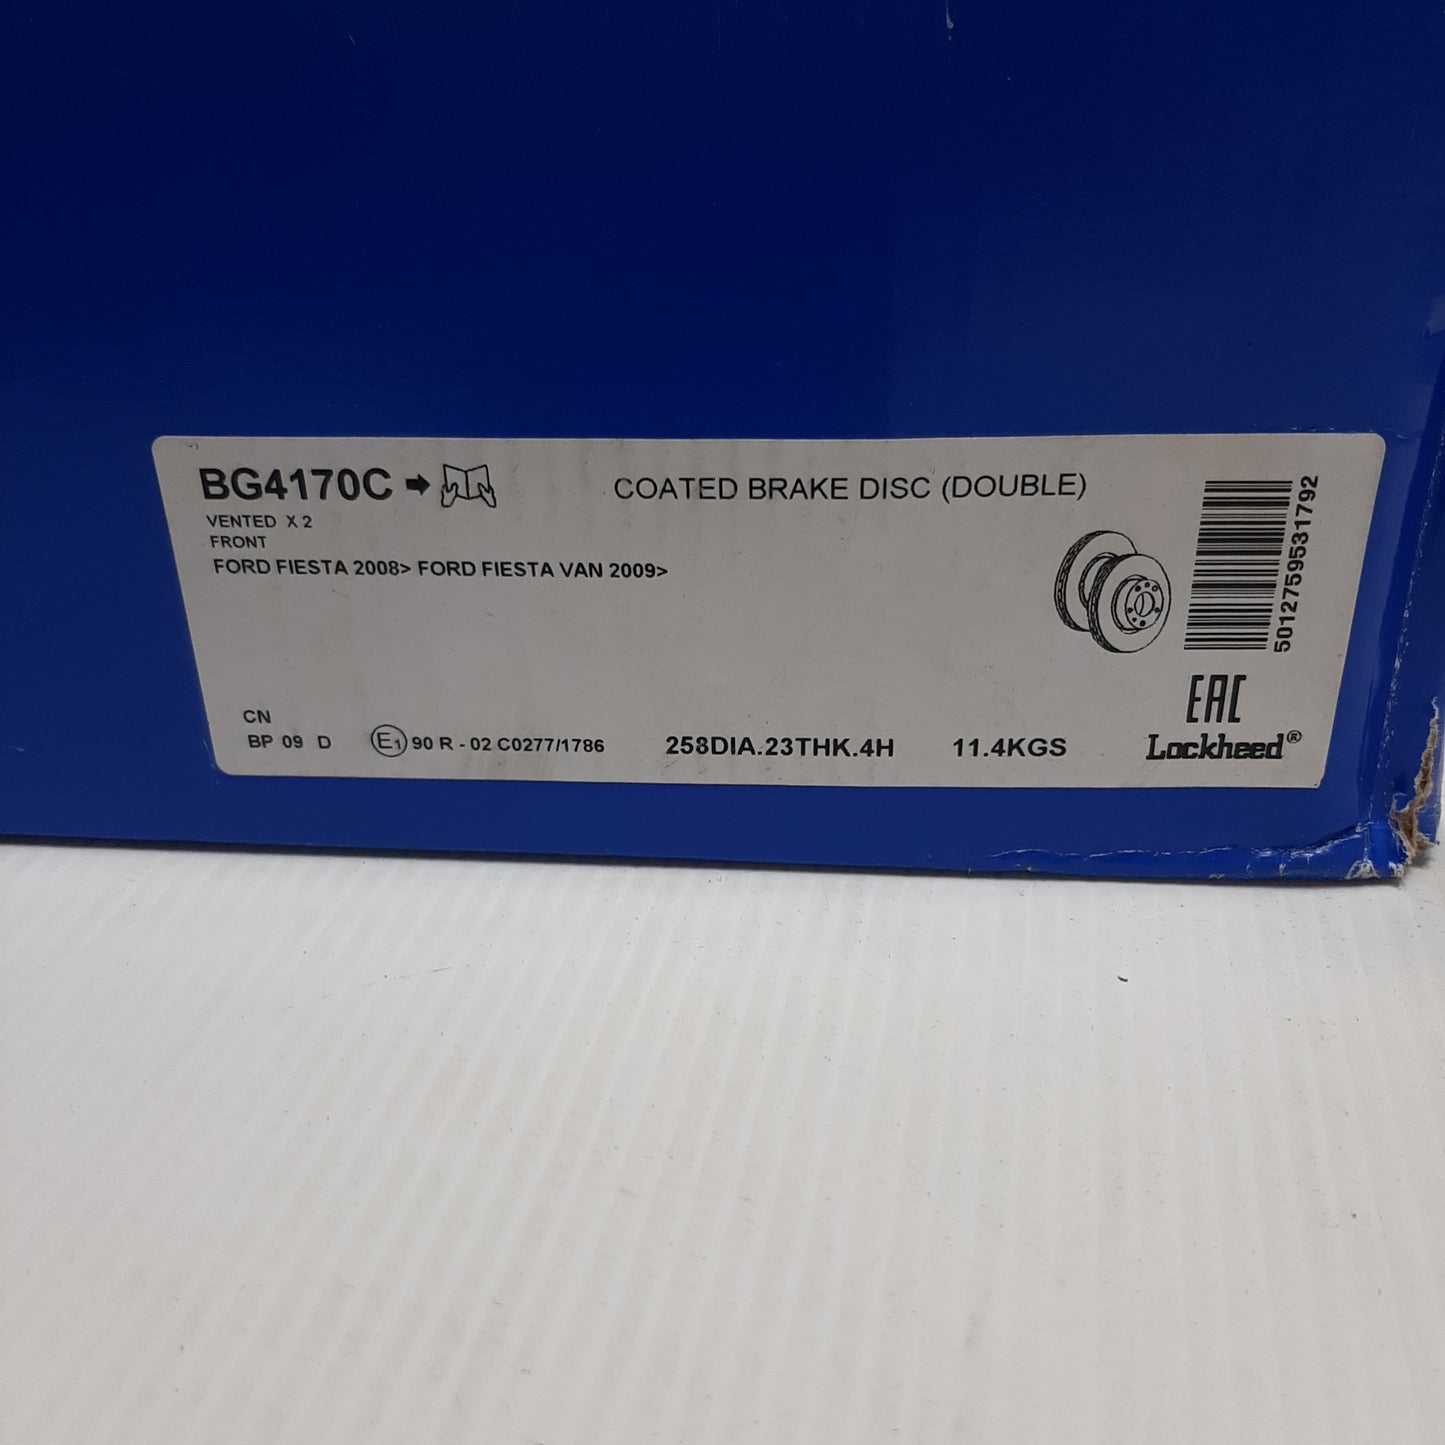 BG4170C
COATED BRAKE DISC (DOUBLE)
VENTED X 2
FRONT
FORD FIESTA 2008> FORD FIESTA VAN 2009>
5012759531792
CN
BP 09 D
E1 90 R - 02 C0277/1786
258DIA.23THK.4H
11.4KGS
EAC
Lockheed®